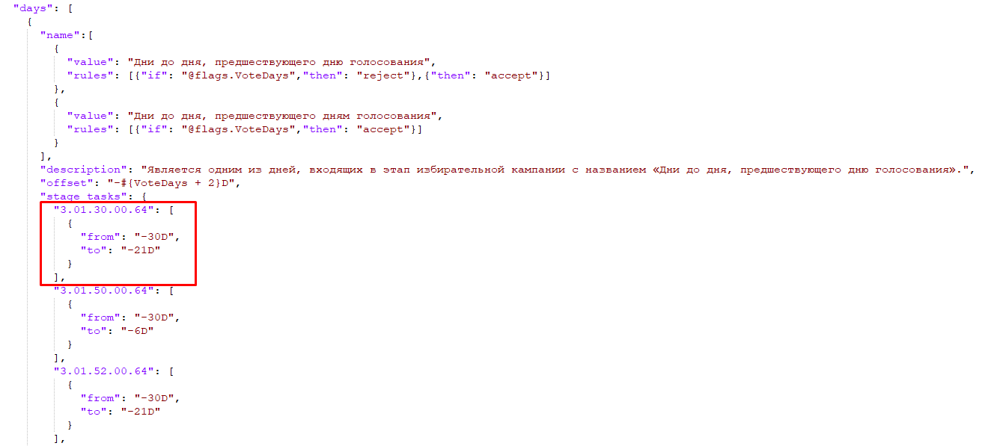 "days": [
{
"name":[
{
"value": "Дни до дня, предшествующего дню голосования",
"rules": [{"if": "@flags.VoteDays","then": "reject"},{"then": "accept"}]
},
{
"value": "Дни до дня, предшествующего дням голосования",
"rules": [{"if": "@flags.VoteDays","then": "accept"}]
}
],
"description": "Является одним из дней, входящих в этап избирательной кампании с названием «Дни до дня, предшествующего дню голосования».",
"offset": "-#{VoteDays + 2}D",
"stage_tasks": {
"3.01.30.00.64": [
{
"from": "-30D",
"to": "-21D"
}
],
"3.01.50.00.64": [
{
"from": "-30D",
"to": "-6D"
}
],
"3.01.52.00.64": [
{
"from": "-30D",
"to": "-21D"
}
],